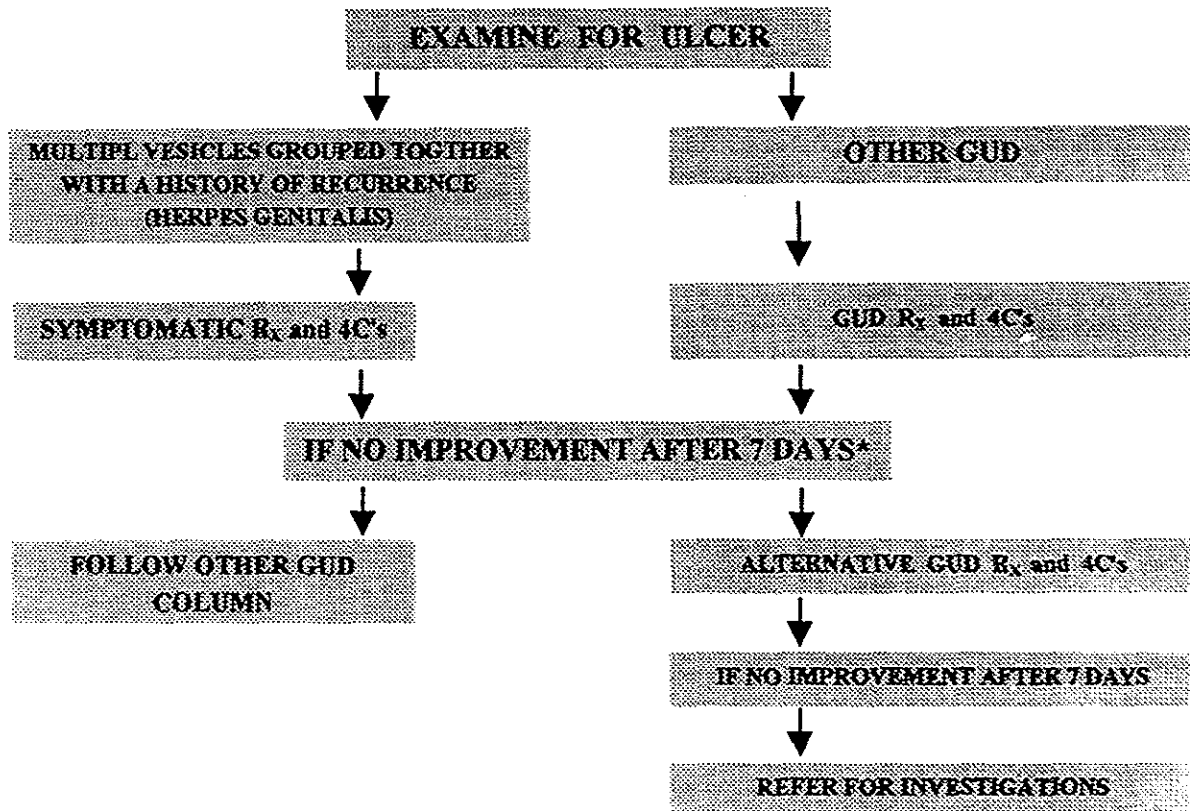 EXAMINE FOR ULCER
MULTIPL VESICLES GROUPED TOGTHER
WITH A HISTORY OF RECURRENCE
(HERPES GENITALIS)
OTHER GUD
SYMPTOMATIC Rx and 4C's
GUD Rx and 4C's
IF NO IMPROVEMENT AFTER 7 DAYS*
FOLLOW OTHER GUD
COLUMN
ALTERNATIVE GUD Rx and 4C's
IF NO IMPROVEMENT AFTER 7 DAYS
REFER FOR INVESTIGATIONS